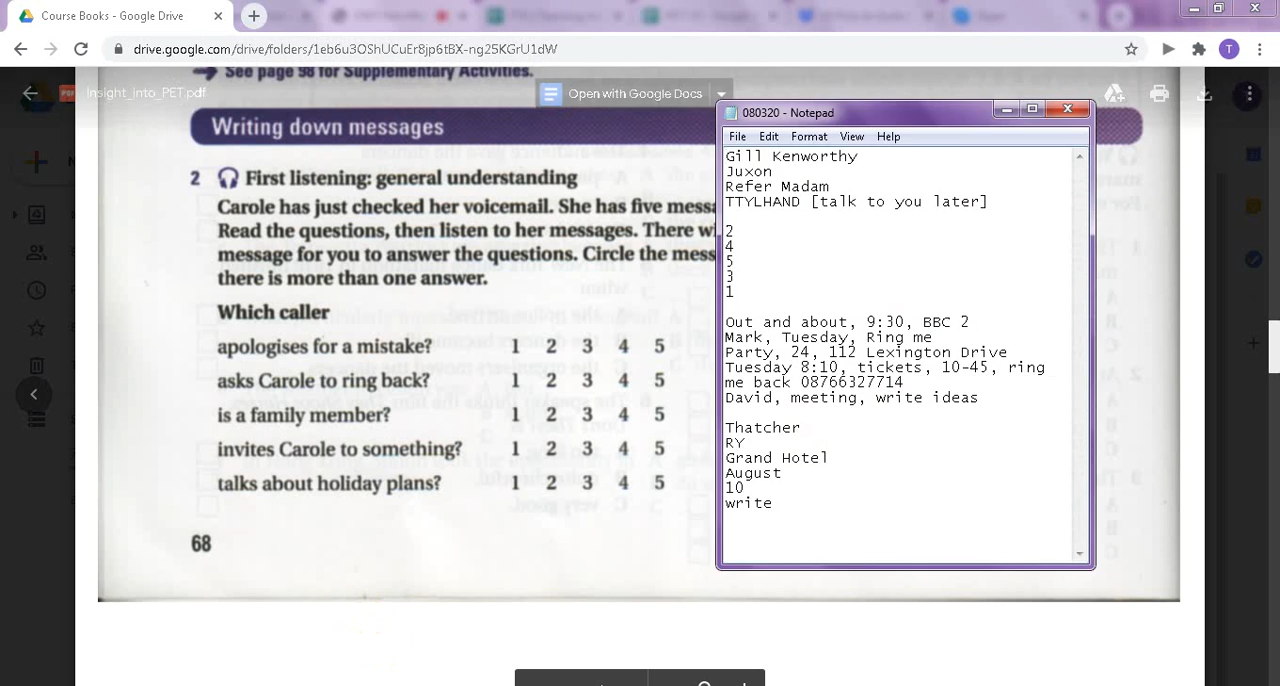 Course Books - Google Drive
drive.google.com/drive/folders/1eb6u3OShUCuEr8jp6tBX-ng25KGrU1dW
T
See page 98 for Supplementary Activities.
PDF
Insight_into_PET.pdf
Open with Google Docs
Writing down messages
2 First listening: general understanding
Carole has just checked her voicemail. She has five messa
Read the questions, then listen to her messages. There wi
message for you to answer the questions. Circle the mess
there is more than one answer.
Which caller
apologises for a mistake? 1 2 3 4 5
asks Carole to ring back? 1 2 3 4 5
is a family member? 1 2 3 4 5
invites Carole to something? 1 2 3 4 5
talks about holiday plans? 1 2 3 4 5
68
080320 - Notepad
File Edit Format View Help
Gill Kenworthy
Juxon
Refer Madam
TTYLHAND [talk to you later]
2
4
5
3
1
Out and about, 9:30, BBC 2
Mark, Tuesday, Ring me
Party, 24, 112 Lexington Drive
Tuesday 8:10, tickets, 10-45, ring
me back 08766327714
David, meeting, write ideas
Thatcher
RY
Grand Hotel
August
10
write